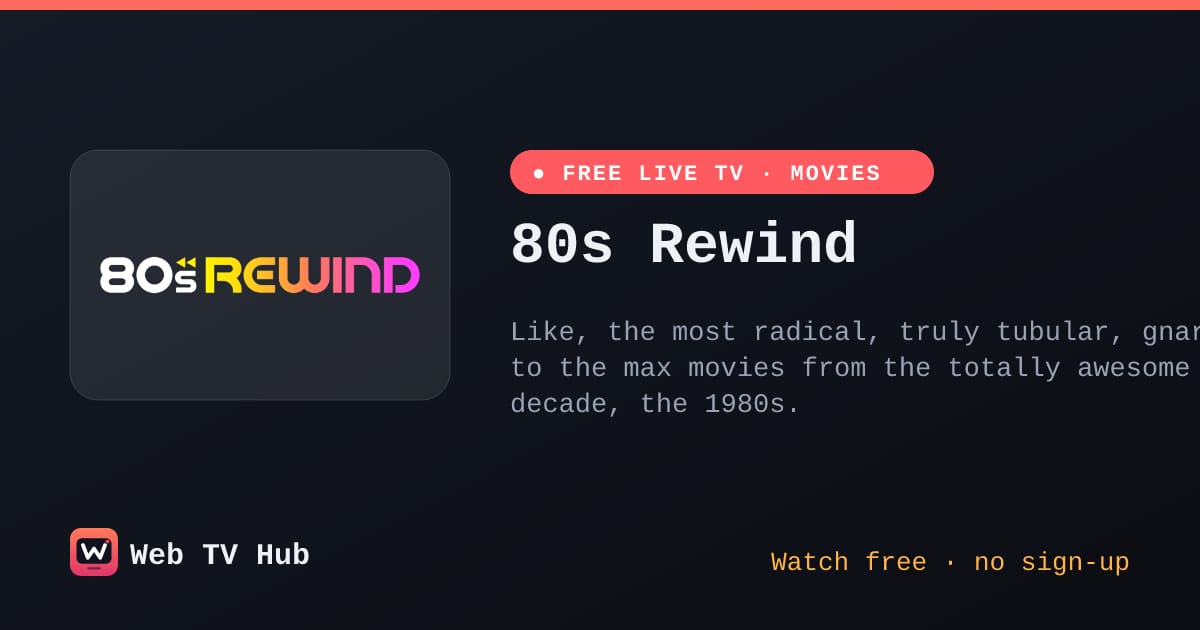 80s REWIND
● FREE LIVE TV · MOVIES
80s Rewind
Like, the most radical, truly tubular, gnar
to the max movies from the totally awesome
decade, the 1980s.
W
Web TV Hub
Watch free · no sign-up